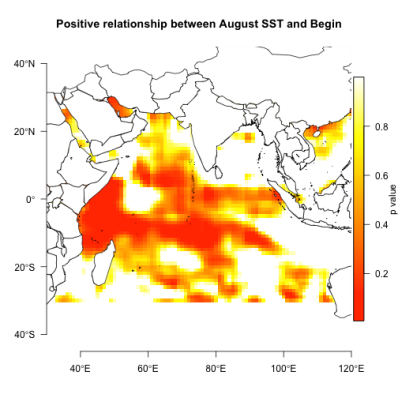 Positive relationship between August SST and Begin
40°N
20°N
0°
20°S
40°S
40°E
60°E
80°E
100°E
120°E
0.8
0.6
0.4
0.2
p value